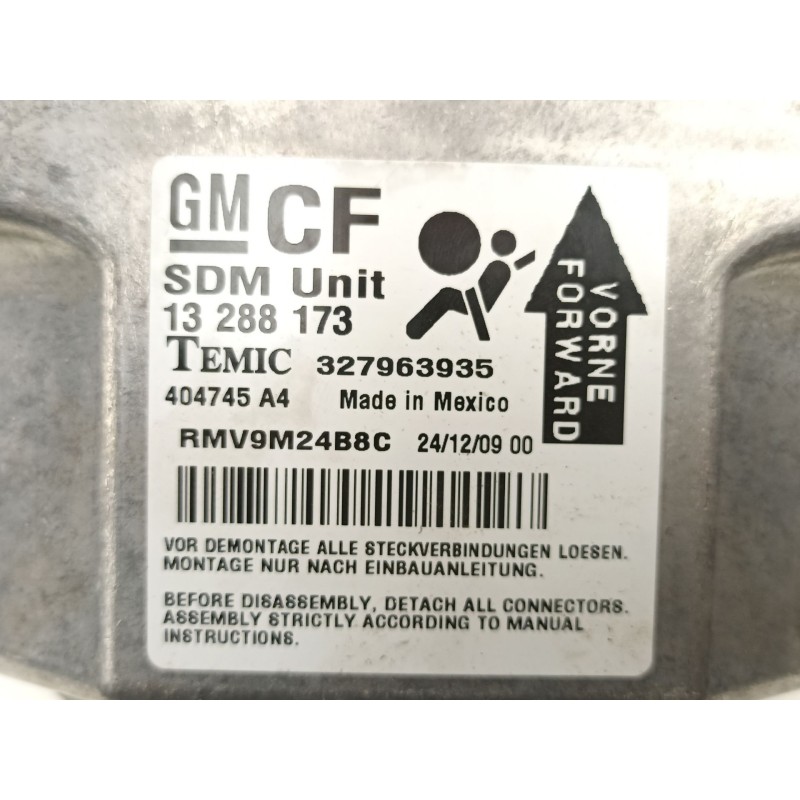 GM CF
SDM Unit
13 288 173
TEMIC 327963935
404745 A4 Made in Mexico
RMV9M24B8C 24/12/09 00
VORNE
FORWARD
VOR DEMONTAGE ALLE STECKVERBINDUNGEN LOESEN.
MONTAGE NUR NACH EINBAUANLEITUNG.
BEFORE DISASSEMBLY, DETACH ALL CONNECTORS.
ASSEMBLY STRICTLY ACCORDING TO MANUAL
INSTRUCTIONS.